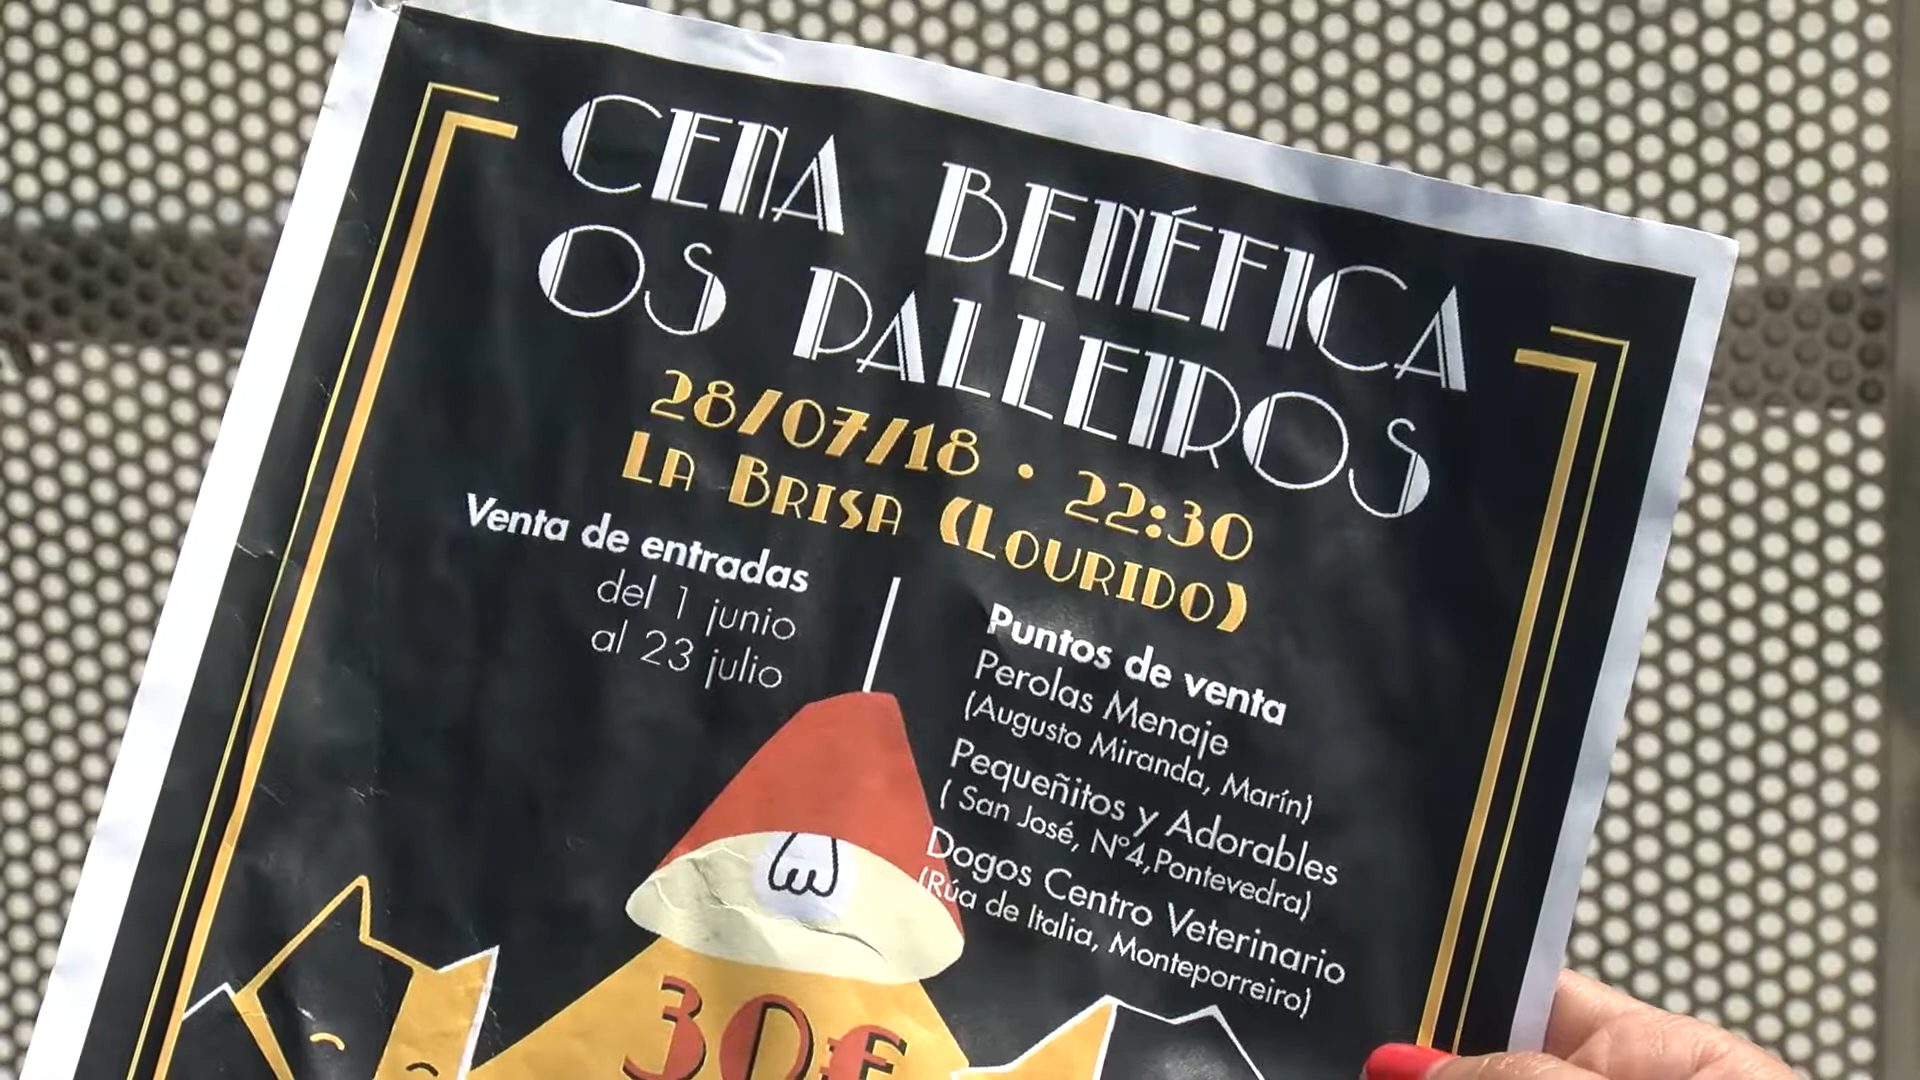 CENA BENÉFICA
OS PALLEIROS
28/07/18 • 22:30
LA BRISA (LOURIDO)
Venta de entradas
del 1 junio
al 23 julio
Puntos de venta
Perolas Menaje
(Augusto Miranda, Marín)
Pequeñitos y Adorables
( San José, Nº4,Pontevedra)
Dogos Centro Veterinario
(Rúa de Italia, Monteporreiro)
30€